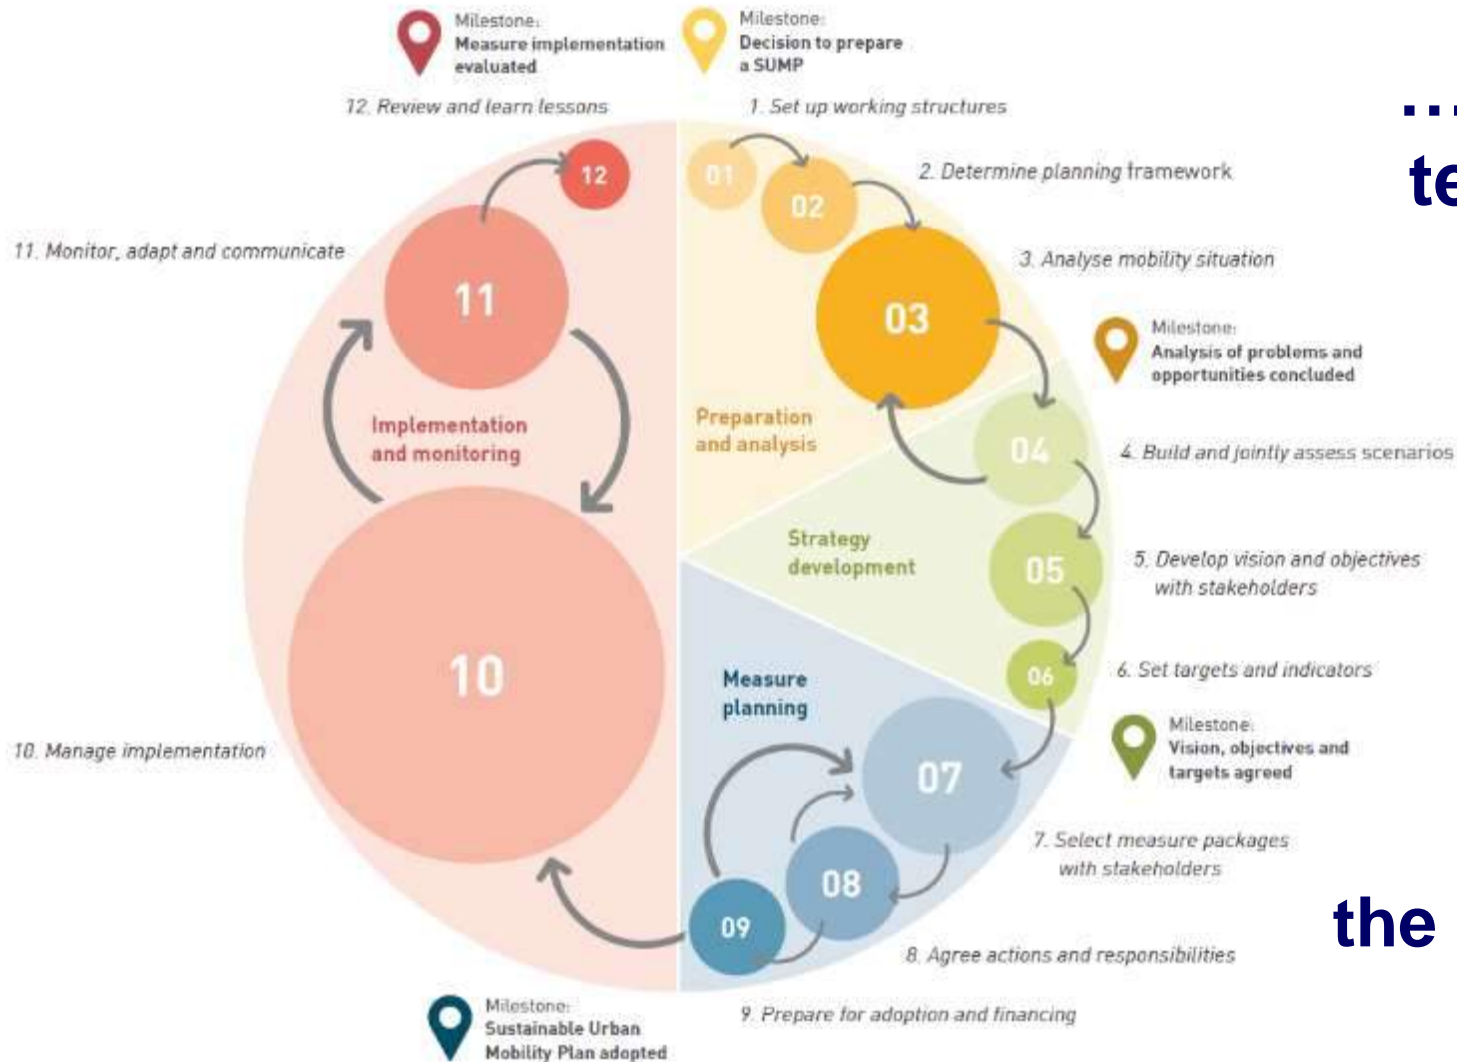 Milestone:
Measure implementation
evaluated
Milestone:
Decision to prepare
a SUMP
12. Review and learn lessons
1. Set up working structures
2. Determine planning framework
3. Analyse mobility situation
Milestone:
Analysis of problems and
opportunities concluded
4. Build and jointly assess scenarios
5. Develop vision and objectives
with stakeholders
6. Set targets and indicators
Milestone:
Vision, objectives and
targets agreed
7. Select measure packages
with stakeholders
8. Agree actions and responsibilities
9. Prepare for adoption and financing
Milestone:
Sustainable Urban
Mobility Plan adopted
10. Manage implementation
11. Monitor, adapt and communicate
01
02
03
Preparation
and analysis
04
05
06
Strategy
development
07
08
09
Measure
planning
10
11
12
Implementation
and monitoring
...
te
the